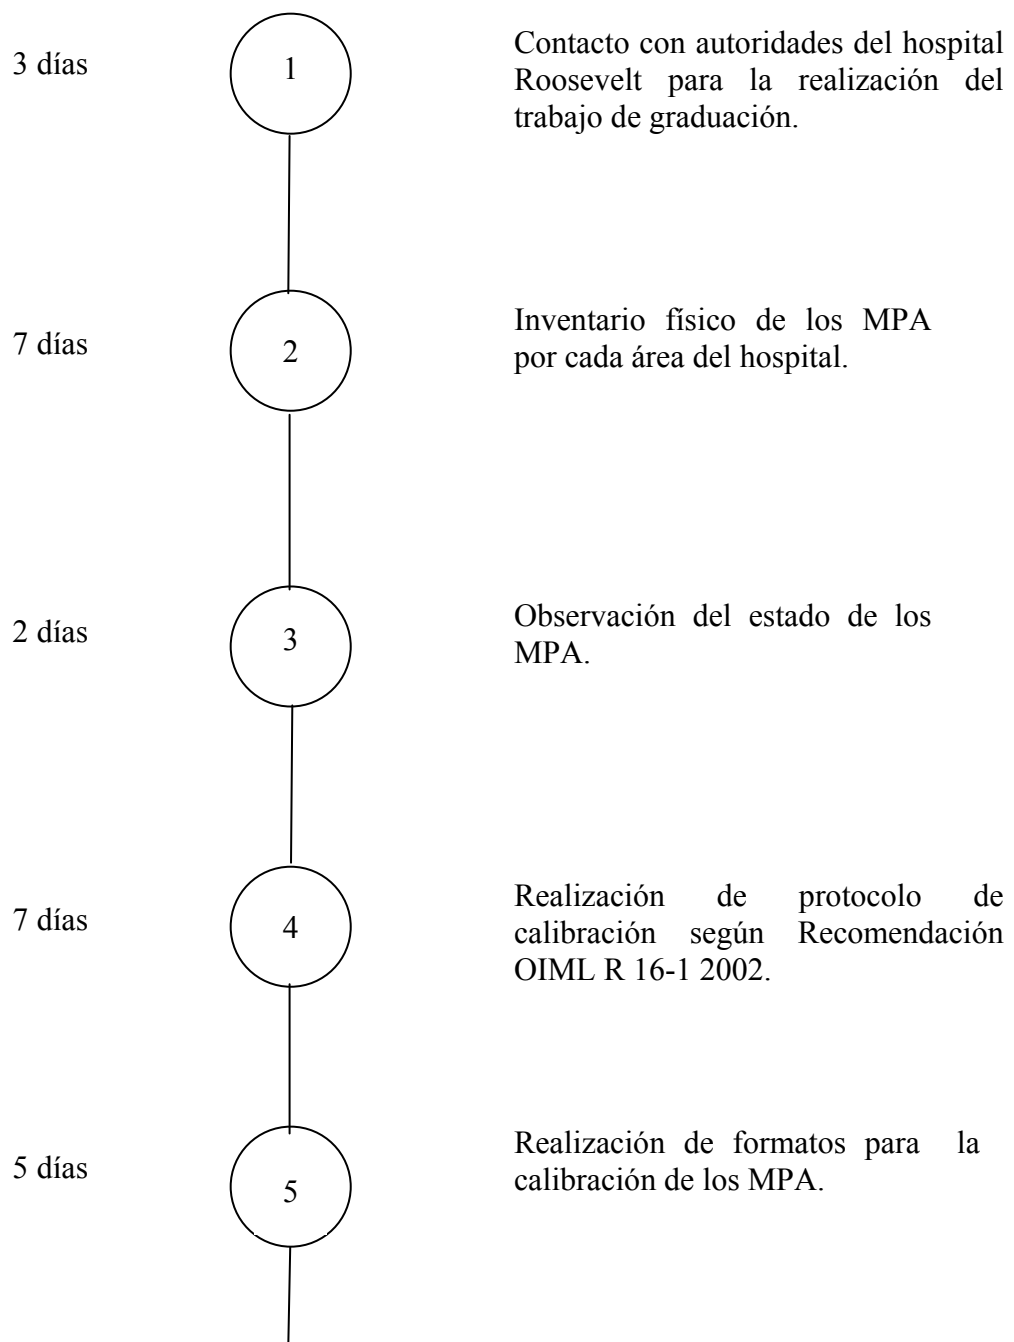 3 días
1
Contacto con autoridades del hospital
Roosevelt para la realización del
trabajo de graduación.
7 días
2
Inventario físico de los MPA
por cada área del hospital.
2 días
3
Observación del estado de los
MPA.
7 días
4
Realización de protocolo de
calibración según Recomendación
OIML R 16-1 2002.
5 días
5
Realización de formatos para la
calibración de los MPA.